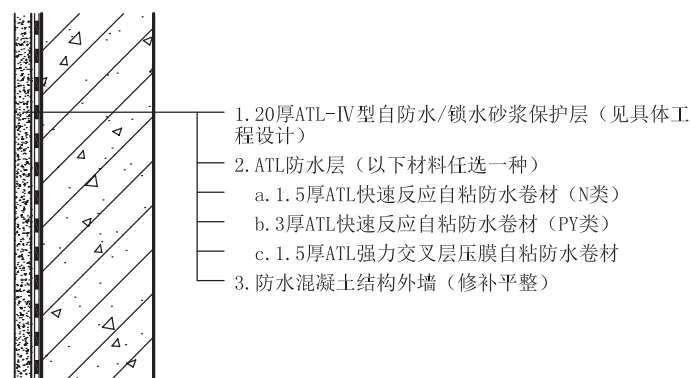 1.20厚ATL-Ⅳ型自防水/锁水砂浆保护层（见具体工
程设计）
2.ATL防水层（以下材料任选一种）
a.1.5厚ATL快速反应自粘防水卷材（N类）
b.3厚ATL快速反应自粘防水卷材（PY类）
c.1.5厚ATL强力交叉层压膜自粘防水卷材
3.防水混凝土结构外墙（修补平整）